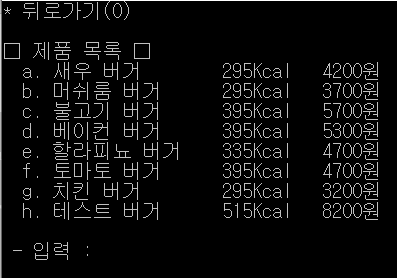 * 뒤로가기(0)
□ 제품 목록 □
a. 새우 버거 295Kcal 4200원
b. 머쉬룸 버거 295Kcal 3700원
c. 불고기 버거 395Kcal 5700원
d. 베이컨 버거 395Kcal 5300원
e. 할라피뇨 버거 335Kcal 4700원
f. 토마토 버거 395Kcal 4700원
g. 치킨 버거 295Kcal 3200원
h. 테스트 버거 515Kcal 8200원
- 입력 :